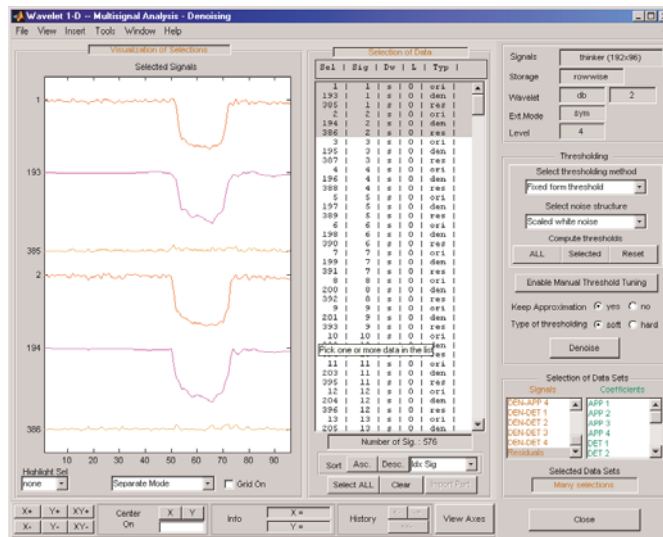 Wavelet 1-D -- Multisignal Analysis - Denoising
File View Insert Tools Window Help
Visualization of Selections
Selected Signals
10 20 30 40 50 60 70 80 90
1
193
385
2
194
386
10 20 30 40 50 60 70 80 90
Highlight Sel
none
Separate Mode
Grid On
Selection of Data
Sel | Sig | Dw | L | Typ |
1 | 1 | s | 0 | ori |
193 | 1 | s | 0 | den |
385 | 1 | s | 0 | res |
2 | 2 | s | 0 | ori |
194 | 2 | s | 0 | den |
386 | 2 | s | 0 | res |
3 | 3 | s | 0 | ori |
195 | 3 | s | 0 | den |
387 | 3 | s | 0 | res |
4 | 4 | s | 0 | ori |
196 | 4 | s | 0 | den |
388 | 4 | s | 0 | res |
5 | 5 | s | 0 | ori |
197 | 5 | s | 0 | den |
389 | 5 | s | 0 | res |
6 | 6 | s | 0 | ori |
198 | 6 | s | 0 | den |
390 | 6 | s | 0 | res |
7 | 7 | s | 0 | ori |
199 | 7 | s | 0 | den |
391 | 7 | s | 0 | res |
8 | 8 | s | 0 | ori |
200 | 8 | s | 0 | den |
392 | 8 | s | 0 | res |
9 | 9 | s | 0 | ori |
201 | 9 | s | 0 | den |
393 | 9 | s | 0 | res |
10 | 10 | s | 0 | ori |
Pick one or more data in the list den |
res |
11 | 11 | s | 0 | ori |
203 | 11 | s | 0 | den |
395 | 11 | s | 0 | res |
12 | 12 | s | 0 | ori |
204 | 12 | s | 0 | den |
396 | 12 | s | 0 | res |
13 | 13 | s | 0 | ori |
205 | 13 | s | 0 | den |
Number of Sig. : 576
Sort Asc. Desc. Idx Sig
Select ALL Clear Import Part
Signals thinker (192x96)
Storage rowwise
Wavelet db 2
Ext.Mode sym
Level 4
Thresholding
Select thresholding method
Fixed form threshold
Select noise structure
Scaled white noise
Compute thresholds
ALL Selected Reset
Enable Manual Threshold Tuning
Keep Approximation yes no
Type of thresholding soft hard
Denoise
Selection of Data Sets
Signals Coefficients
DEN-APP 4 APP 1
DEN-DET 1 APP 2
DEN-DET 2 APP 3
DEN-DET 3 APP 4
DEN-DET 4 DET 1
Residuals DET 2
Selected Data Sets
Many selections
X+ Y+ XY+
X- Y- XY-
Center On X Y
Info X = Y =
History
View Axes
Close